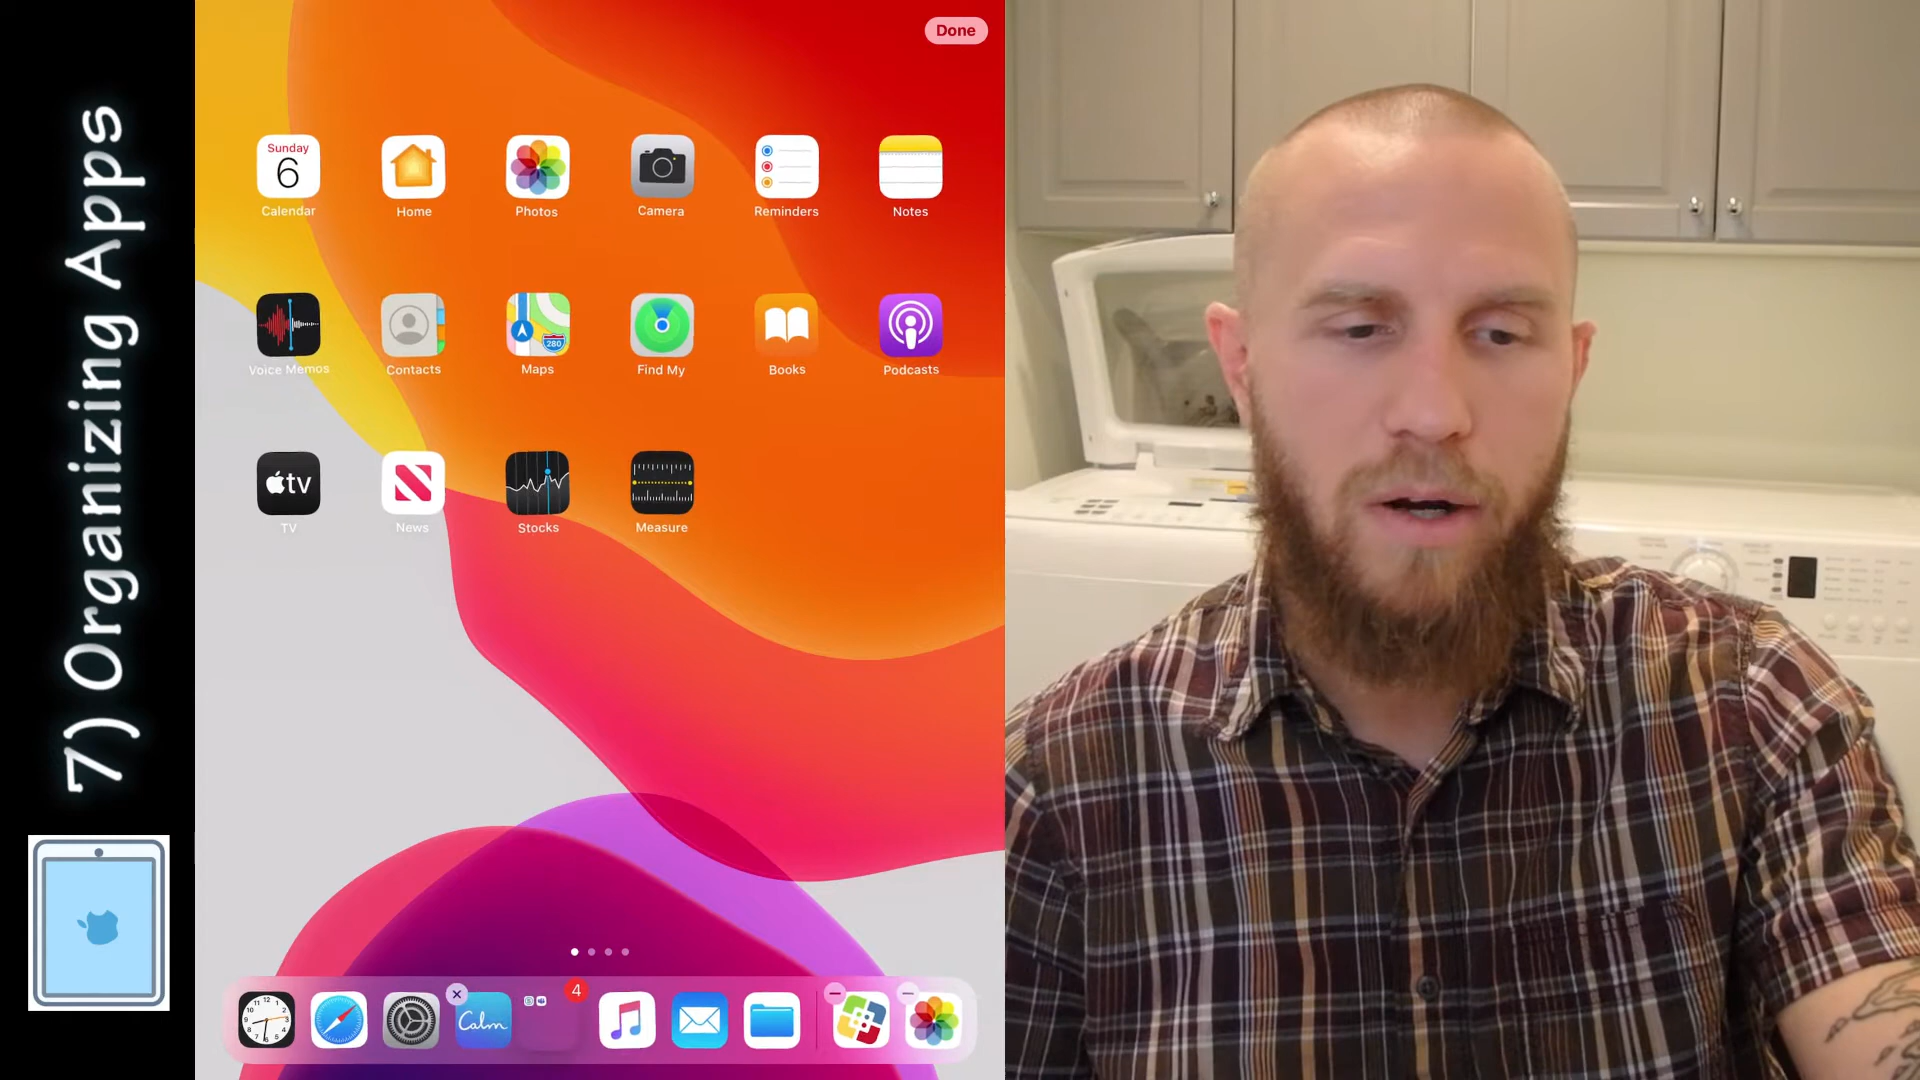 7) Organizing Apps
Done
Sunday
6
Calendar
Home
Photos
Camera
Reminders
Notes
280
Voice Memos
Contacts
Maps
Find My
Books
Podcasts
tv
TV
News
Stocks
Measure
4
Calm